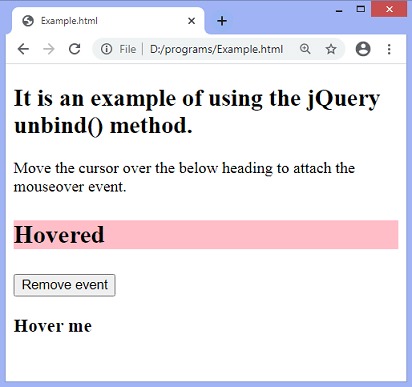 Example.html
File | D:/programs/Example.html
It is an example of using the jQuery
unbind() method.
Move the cursor over the below heading to attach the
mouseover event.
Hovered
Remove event
Hover me